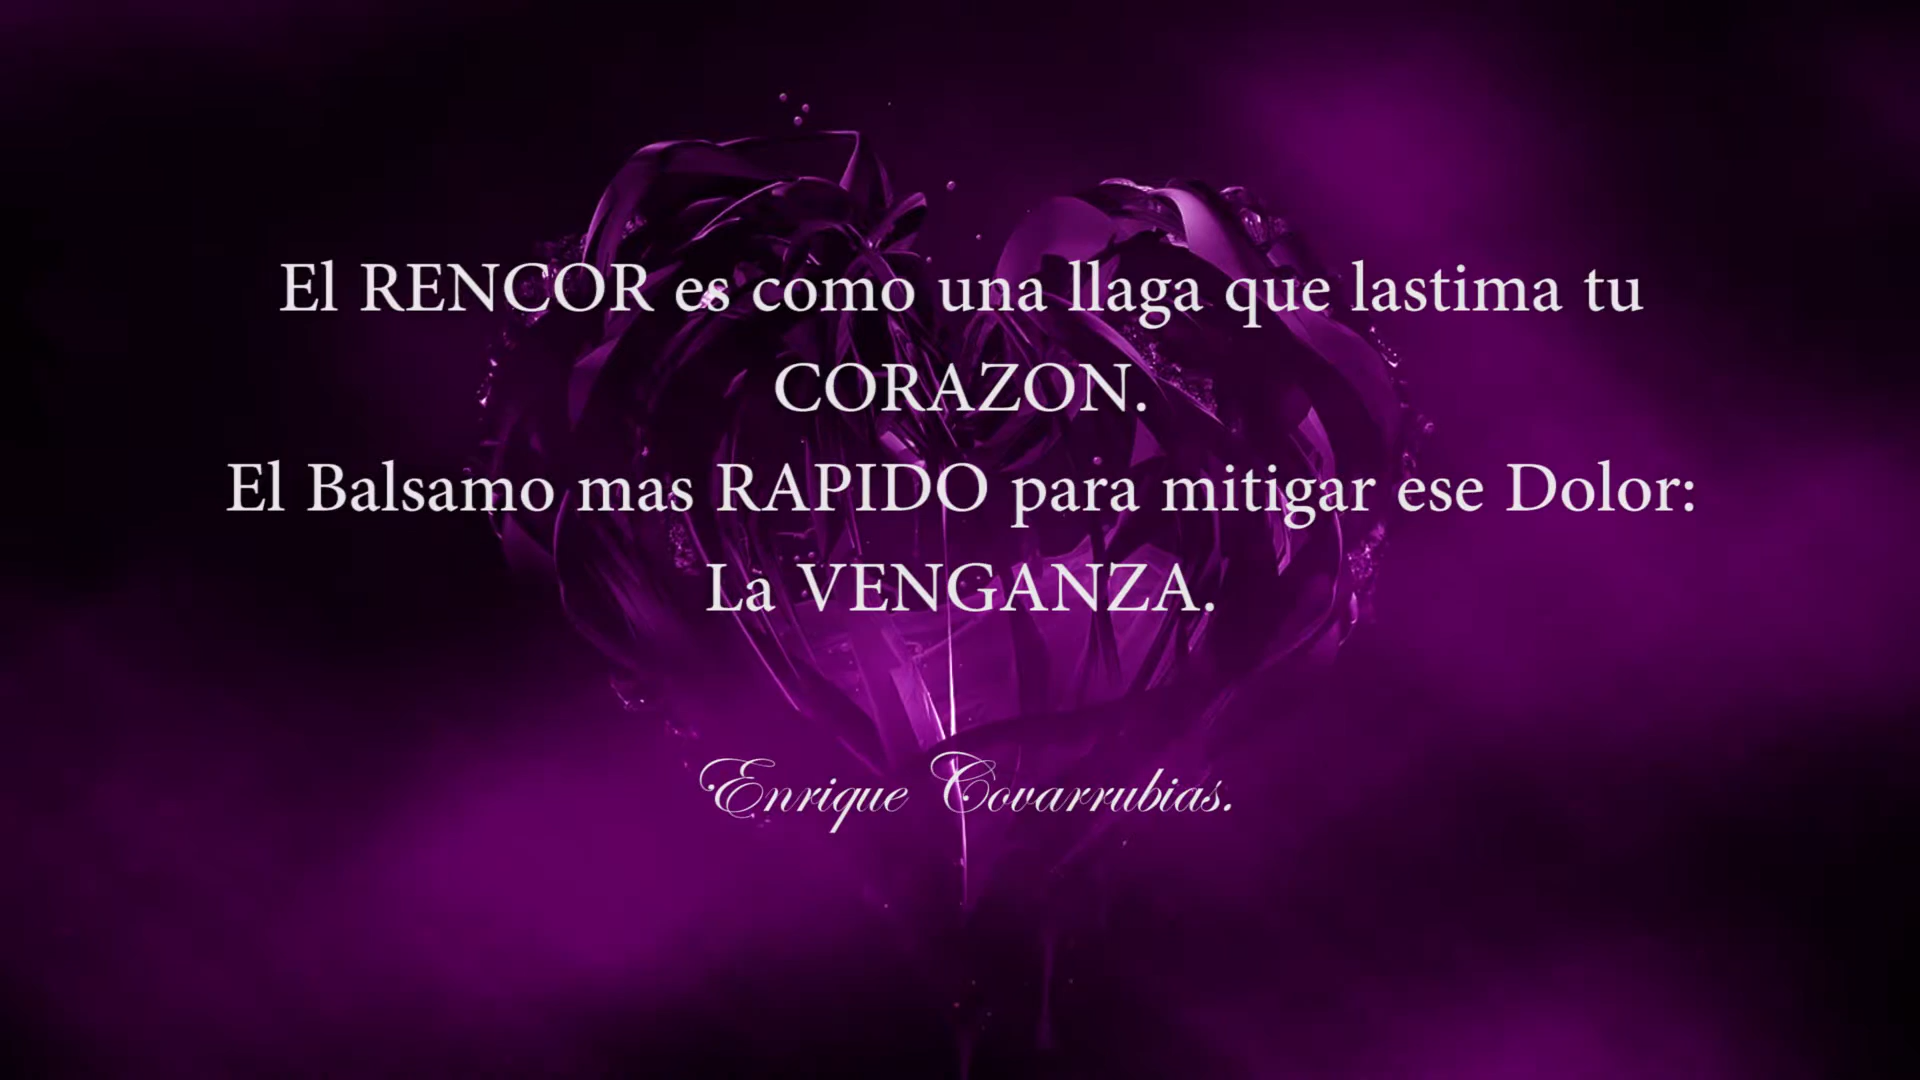 El RENCOR es como una llaga que lastima tu
CORAZON.
El Balsamo mas RAPIDO para mitigar ese Dolor:
La VENGANZA.
Enrique Covarrubias.